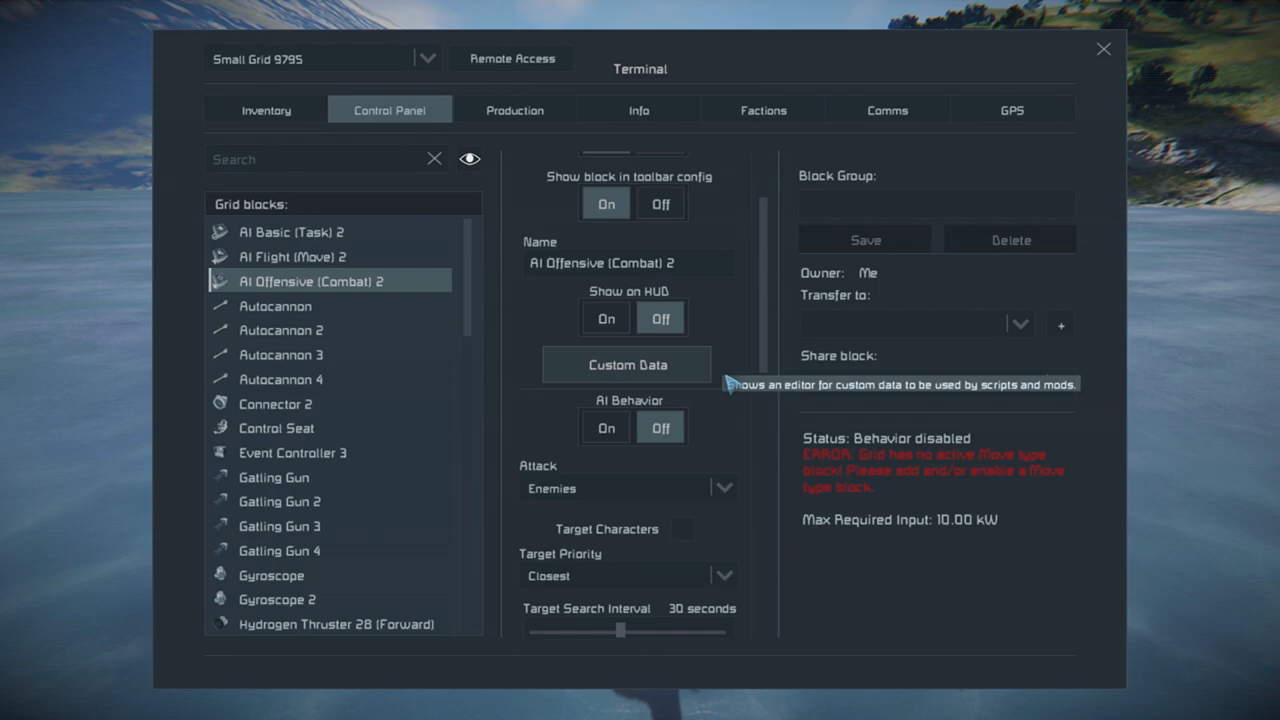 Small Grid 9795
Remote Access
Terminal
Inventory
Control Panel
Production
Info
Factions
Comms
GPS
Search
Grid blocks:
AI Basic (Task) 2
AI Flight (Move) 2
AI Offensive (Combat) 2
Autocannon
Autocannon 2
Autocannon 3
Autocannon 4
Connector 2
Control Seat
Event Controller 3
Gatling Gun
Gatling Gun 2
Gatling Gun 3
Gatling Gun 4
Gyroscope
Gyroscope 2
Hydrogen Thruster 28 (Forward)
Show block in toolbar config
On
Off
Name
AI Offensive (Combat) 2
Show on HUD
On
Off
Custom Data
AI Behavior
On
Off
Attack
Enemies
Target Characters
Target Priority
Closest
Target Search Interval 30 seconds
Block Group:
Save
Delete
Owner: Me
Transfer to:
+
Share block:
Shows an editor for custom data to be used by scripts and mods.
Status: Behavior disabled
ERROR: Grid has no active Move type
block! Please add and/or enable a Move
type block.
Max Required Input: 10.00 kW